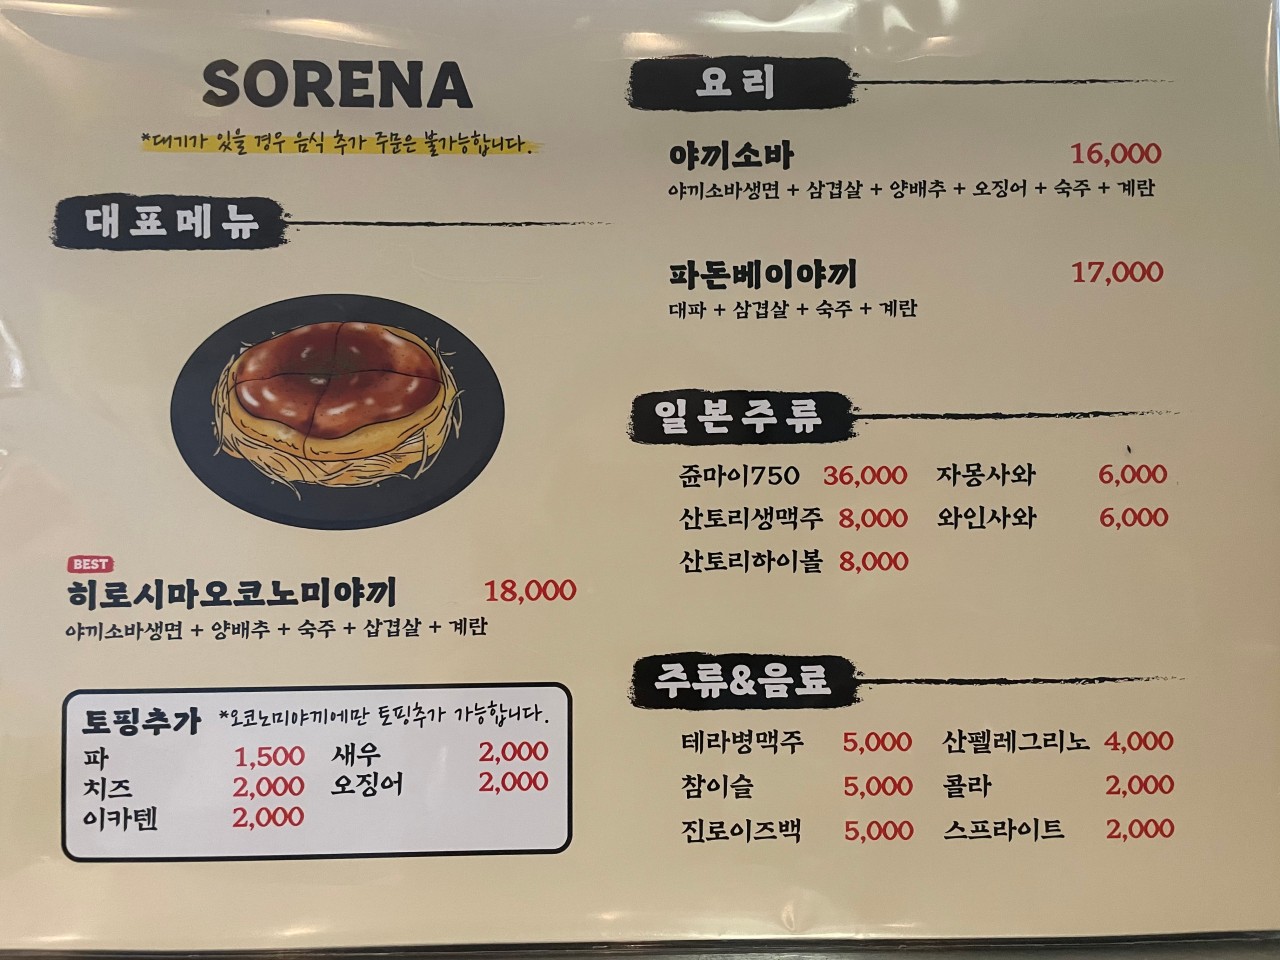 SORENA
*대기가 있을 경우 음식 추가 주문은 불가능합니다.
대표메뉴
BEST
히로시마오코노미야끼 18,000
야끼소바생면 + 양배추 + 숙주 + 삽겹살 + 계란
토핑추가 *오코노미야끼에만 토핑추가 가능합니다.
파 1,500 새우 2,000
치즈 2,000 오징어 2,000
이카텐 2,000
요리
야끼소바 16,000
야끼소바생면 + 삼겹살 + 양배추 + 오징어 + 숙주 + 계란
파돈베이야끼 17,000
대파 + 삼겹살 + 숙주 + 계란
일본주류
쥰마이750 36,000 자몽사와 6,000
산토리생맥주 8,000 와인사와 6,000
산토리하이볼 8,000
주류&음료
테라병맥주 5,000 산펠레그리노 4,000
참이슬 5,000 콜라 2,000
진로이즈백 5,000 스프라이트 2,000